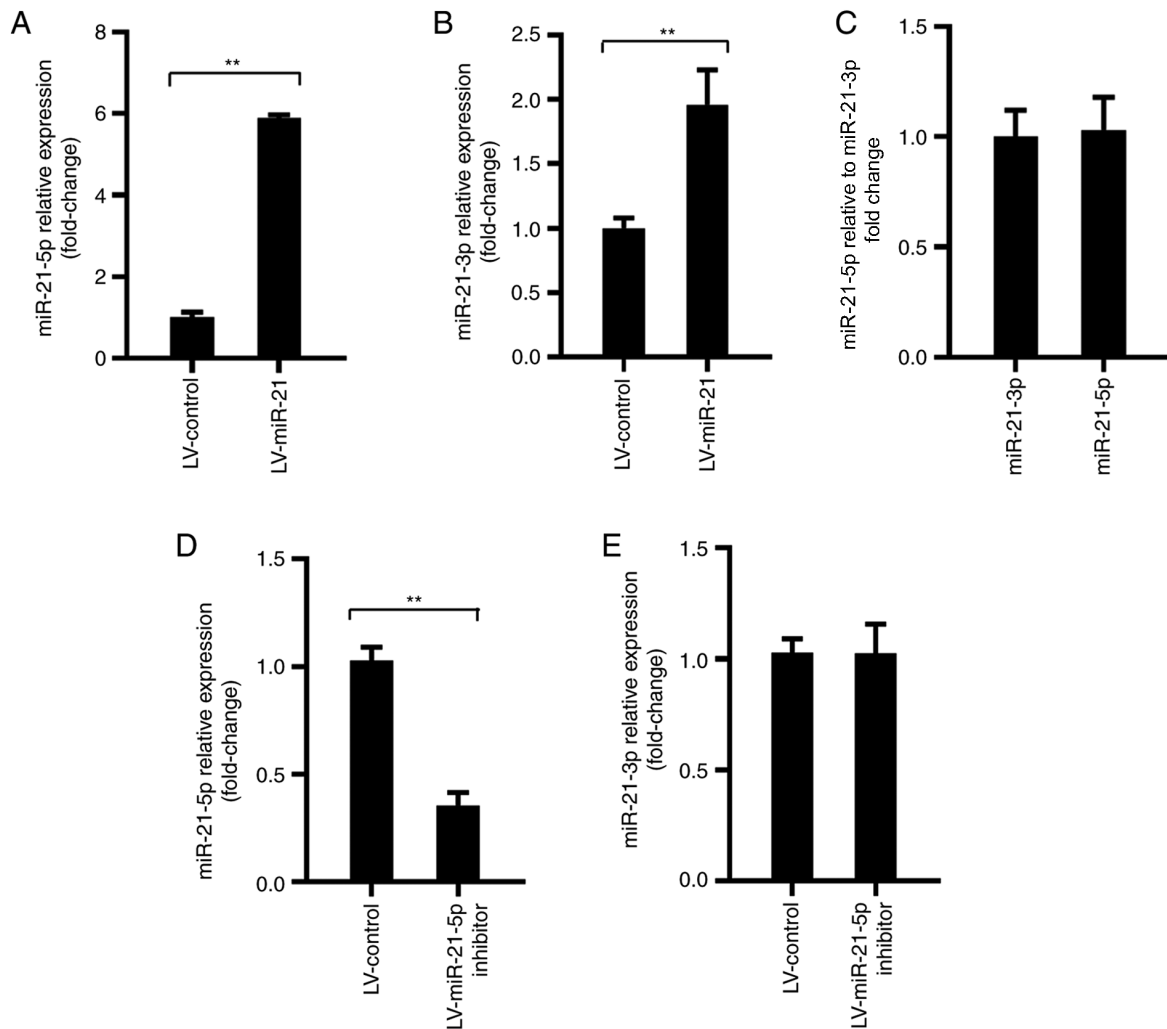 A
miR-21-5p relative expression
(fold-change)
8
6
4
2
0
**
LV-control
LV-miR-21
B
miR-21-3p relative expression
(fold-change)
2.5
2.0
1.5
1.0
0.5
0.0
**
LV-control
LV-miR-21
C
miR-21-5p relative to miR-21-3p
fold change
1.5
1.0
0.5
0.0
miR-21-3p
miR-21-5p
D
miR-21-5p relative expression
(fold-change)
1.5
1.0
0.5
0.0
**
LV-control
LV-miR-21-5p
inhibitor
E
miR-21-3p relative expression
(fold-change)
1.5
1.0
0.5
0.0
LV-control
LV-miR-21-5p
inhibitor